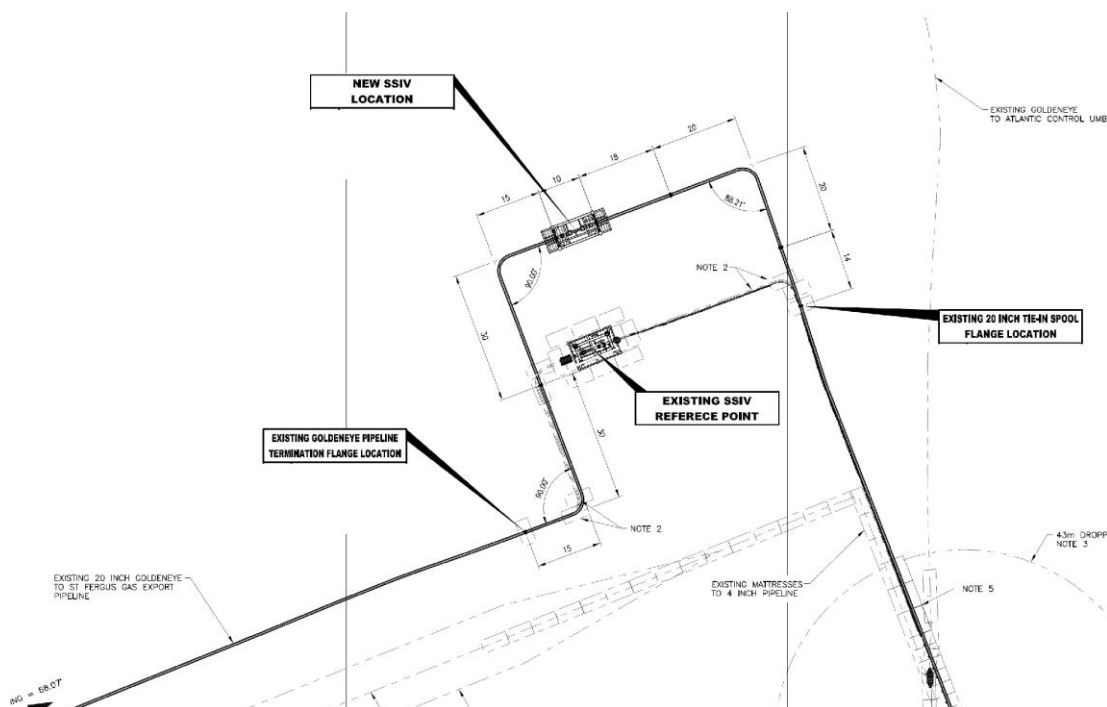 NEW SSIV
LOCATION
EXISTING GOLDENEYE
TO ATLANTIC CONTROL UMB
20
18
10
15
20
88.21°
90.00°
14
NOTE 2
30
EXISTING 20 INCH TIE-IN SPOOL
FLANGE LOCATION
EXISTING SSIV
REFERECE POINT
EXISTING GOLDENEYE PIPELINE
TERMINATION FLANGE LOCATION
30
90.00°
NOTE 2
15
43m DROPP
NOTE 3
EXISTING 20 INCH GOLDENEYE
TO ST FERGUS GAS EXPORT
PIPELINE
EXISTING MATTRESSES
TO 4 INCH PIPELINE
NOTE 5
ING = 68.07°